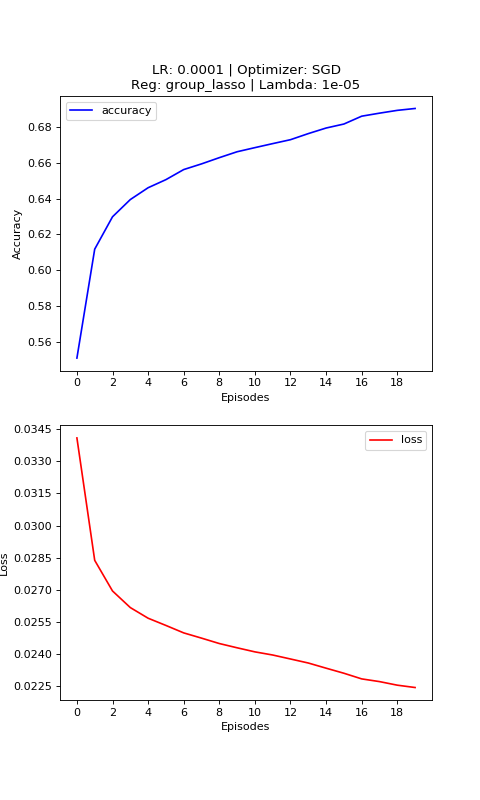 LR: 0.0001 | Optimizer: SGD
Reg: group_lasso | Lambda: 1e-05
accuracy
0.68
0.66
0.64
0.62
0.60
0.58
0.56
Accuracy
0 2 4 6 8 10 12 14 16 18
Episodes
loss
0.0345
0.0330
0.0315
0.0300
0.0285
0.0270
0.0255
0.0240
0.0225
Loss
0 2 4 6 8 10 12 14 16 18
Episodes